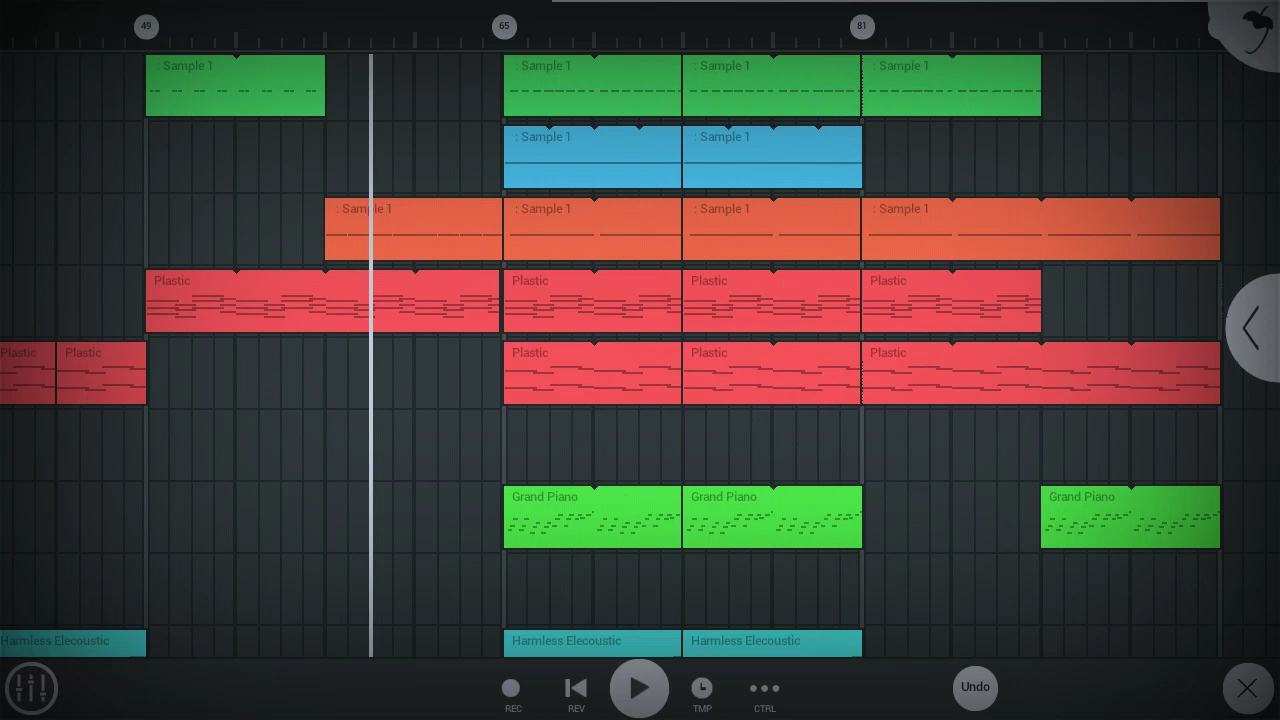 49 65 81
: Sample 1 : Sample 1 : Sample 1 : Sample 1
: Sample 1 : Sample 1
: Sample 1 : Sample 1 : Sample 1 : Sample 1
Plastic Plastic Plastic Plastic
Plastic Plastic Plastic Plastic Plastic
Grand Piano Grand Piano Grand Piano
Harmless Elecoustic Harmless Elecoustic Harmless Elecoustic
Undo
REC REV TMP CTRL